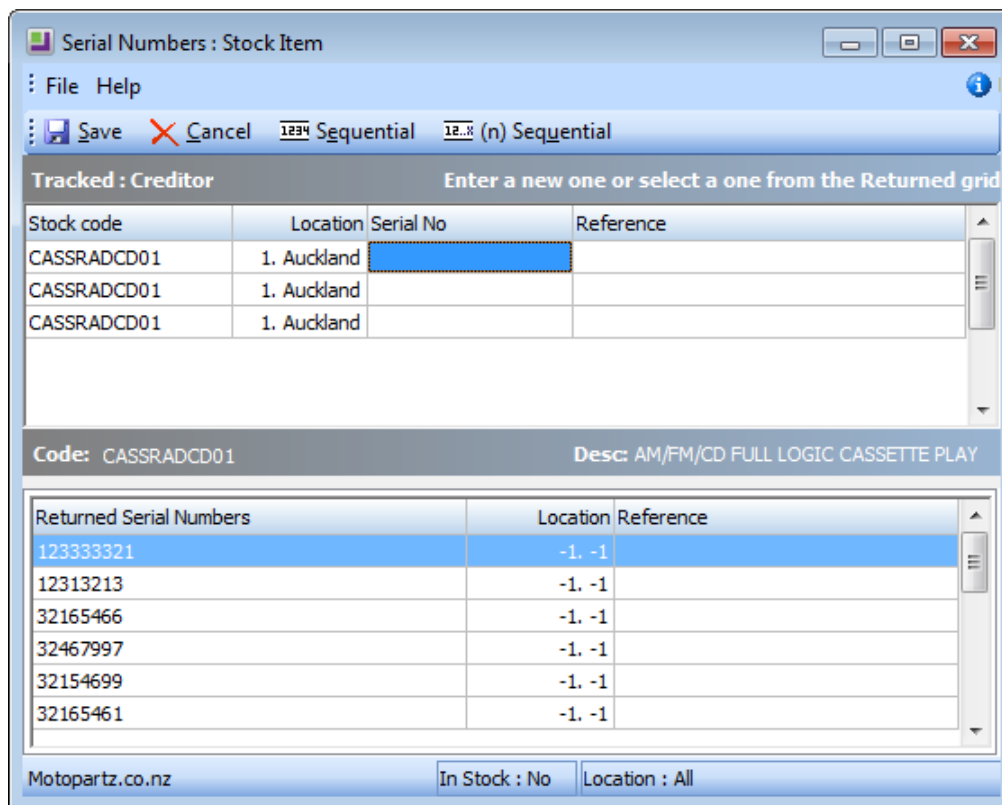 Serial Numbers : Stock Item
File Help
Save Cancel 1234 Sequential 12..X (n) Sequential
Tracked : Creditor Enter a new one or select a one from the Returned grid
Stock code Location Serial No Reference
CASSRADCD01 1. Auckland
CASSRADCD01 1. Auckland
CASSRADCD01 1. Auckland
Code: CASSRADCD01 Desc: AM/FM/CD FULL LOGIC CASSETTE PLAY
Returned Serial Numbers Location Reference
123333321 -1. -1
12313213 -1. -1
32165466 -1. -1
32467997 -1. -1
32154699 -1. -1
32165461 -1. -1
Motopartz.co.nz In Stock : No Location : All